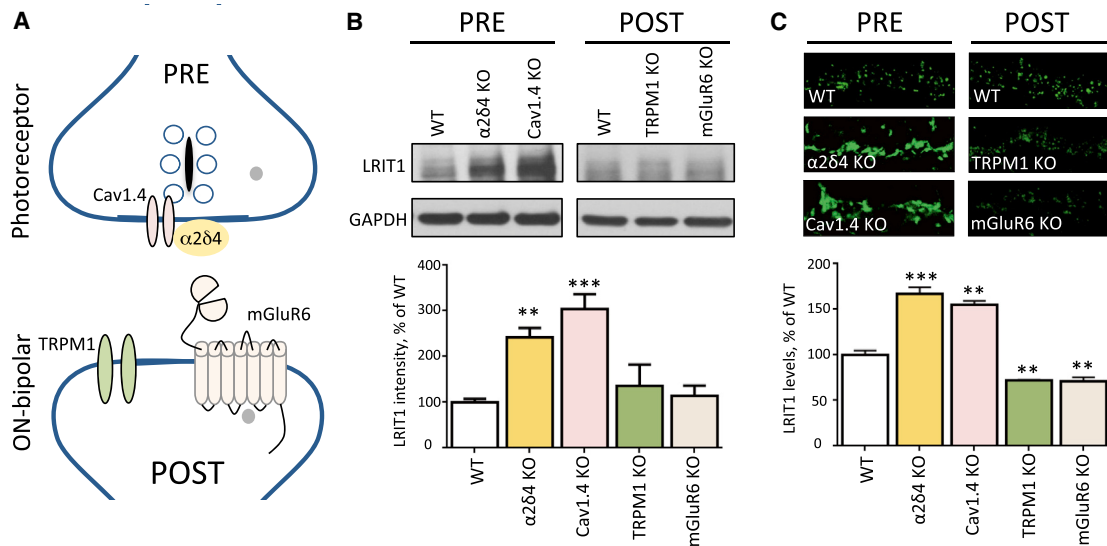 A
PRE
Photoreceptor
Cav1.4
α2δ4
mGluR6
TRPM1
ON-bipolar
POST
B
PRE
POST
WT
α2δ4 KO
Cav1.4 KO
WT
TRPM1 KO
mGluR6 KO
LRIT1
GAPDH
LRIT1 intensity, % of WT
400
300
200
100
0
** 
***
WT
α2δ4 KO
Cav1.4 KO
TRPM1 KO
mGluR6 KO
C
PRE
POST
WT
WT
α2δ4 KO
TRPM1 KO
Cav1.4 KO
mGluR6 KO
LRIT1 levels, % of WT
200
150
100
50
0
***
**
**
**
WT
α2δ4 KO
Cav1.4 KO
TRPM1 KO
mGluR6 KO